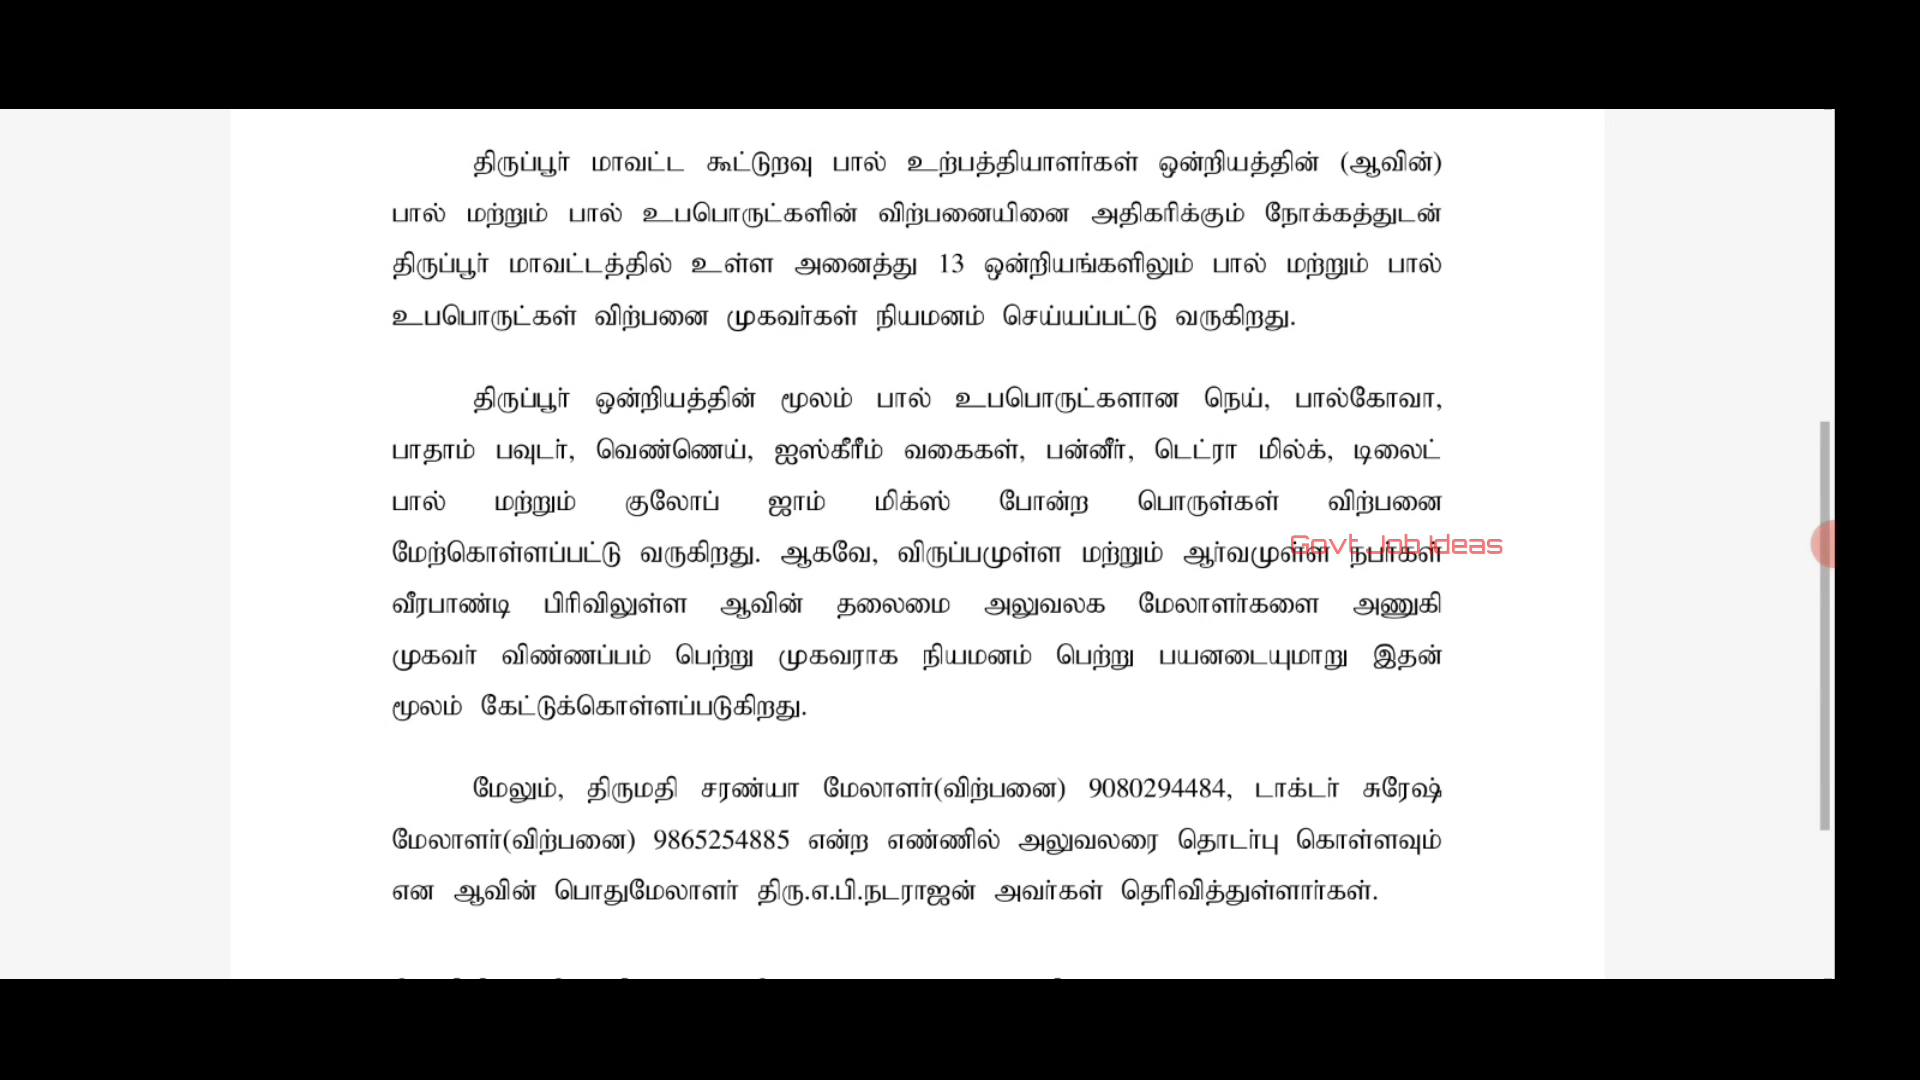 திருப்பூர் மாவட்ட கூட்டுறவு பால் உற்பத்தியாளர்கள் ஒன்றியத்தின் (ஆவின்)
பால் மற்றும் பால் உபபொருட்களின் விற்பனையினை அதிகரிக்கும் நோக்கத்துடன்
திருப்பூர் மாவட்டத்தில் உள்ள அனைத்து 13 ஒன்றியங்களிலும் பால் மற்றும் பால்
உபபொருட்கள் விற்பனை முகவர்கள் நியமனம் செய்யப்பட்டு வருகிறது.
திருப்பூர் ஒன்றியத்தின் மூலம் பால் உபபொருட்களான நெய், பால்கோவா,
பாதாம் பவுடர், வெண்ணெய், ஐஸ்கிரீம் வகைகள், பன்னீர், டெட்ரா மில்க், டிலைட்
பால் மற்றும் குலோப் ஜாம் மிக்ஸ் போன்ற பொருள்கள் விற்பனை
மேற்கொள்ளப்பட்டு வருகிறது. ஆகவே, விருப்பமுள்ள மற்றும் ஆர்வமுள்ள நபர்கள்
Govt Job Ideas
வீரபாண்டி பிரிவிலுள்ள ஆவின் தலைமை அலுவலக மேலாளர்களை அணுகி
முகவர் விண்ணப்பம் பெற்று முகவராக நியமனம் பெற்று பயனடையுமாறு இதன்
மூலம் கேட்டுக்கொள்ளப்படுகிறது.
மேலும், திருமதி சரண்யா மேலாளர்(விற்பனை) 9080294484, டாக்டர் சுரேஷ்
மேலாளர்(விற்பனை) 9865254885 என்ற எண்ணில் அலுவலரை தொடர்பு கொள்ளவும்
என ஆவின் பொதுமேலாளர் திரு.எ.பி.நடராஜன் அவர்கள் தெரிவித்துள்ளார்கள்.